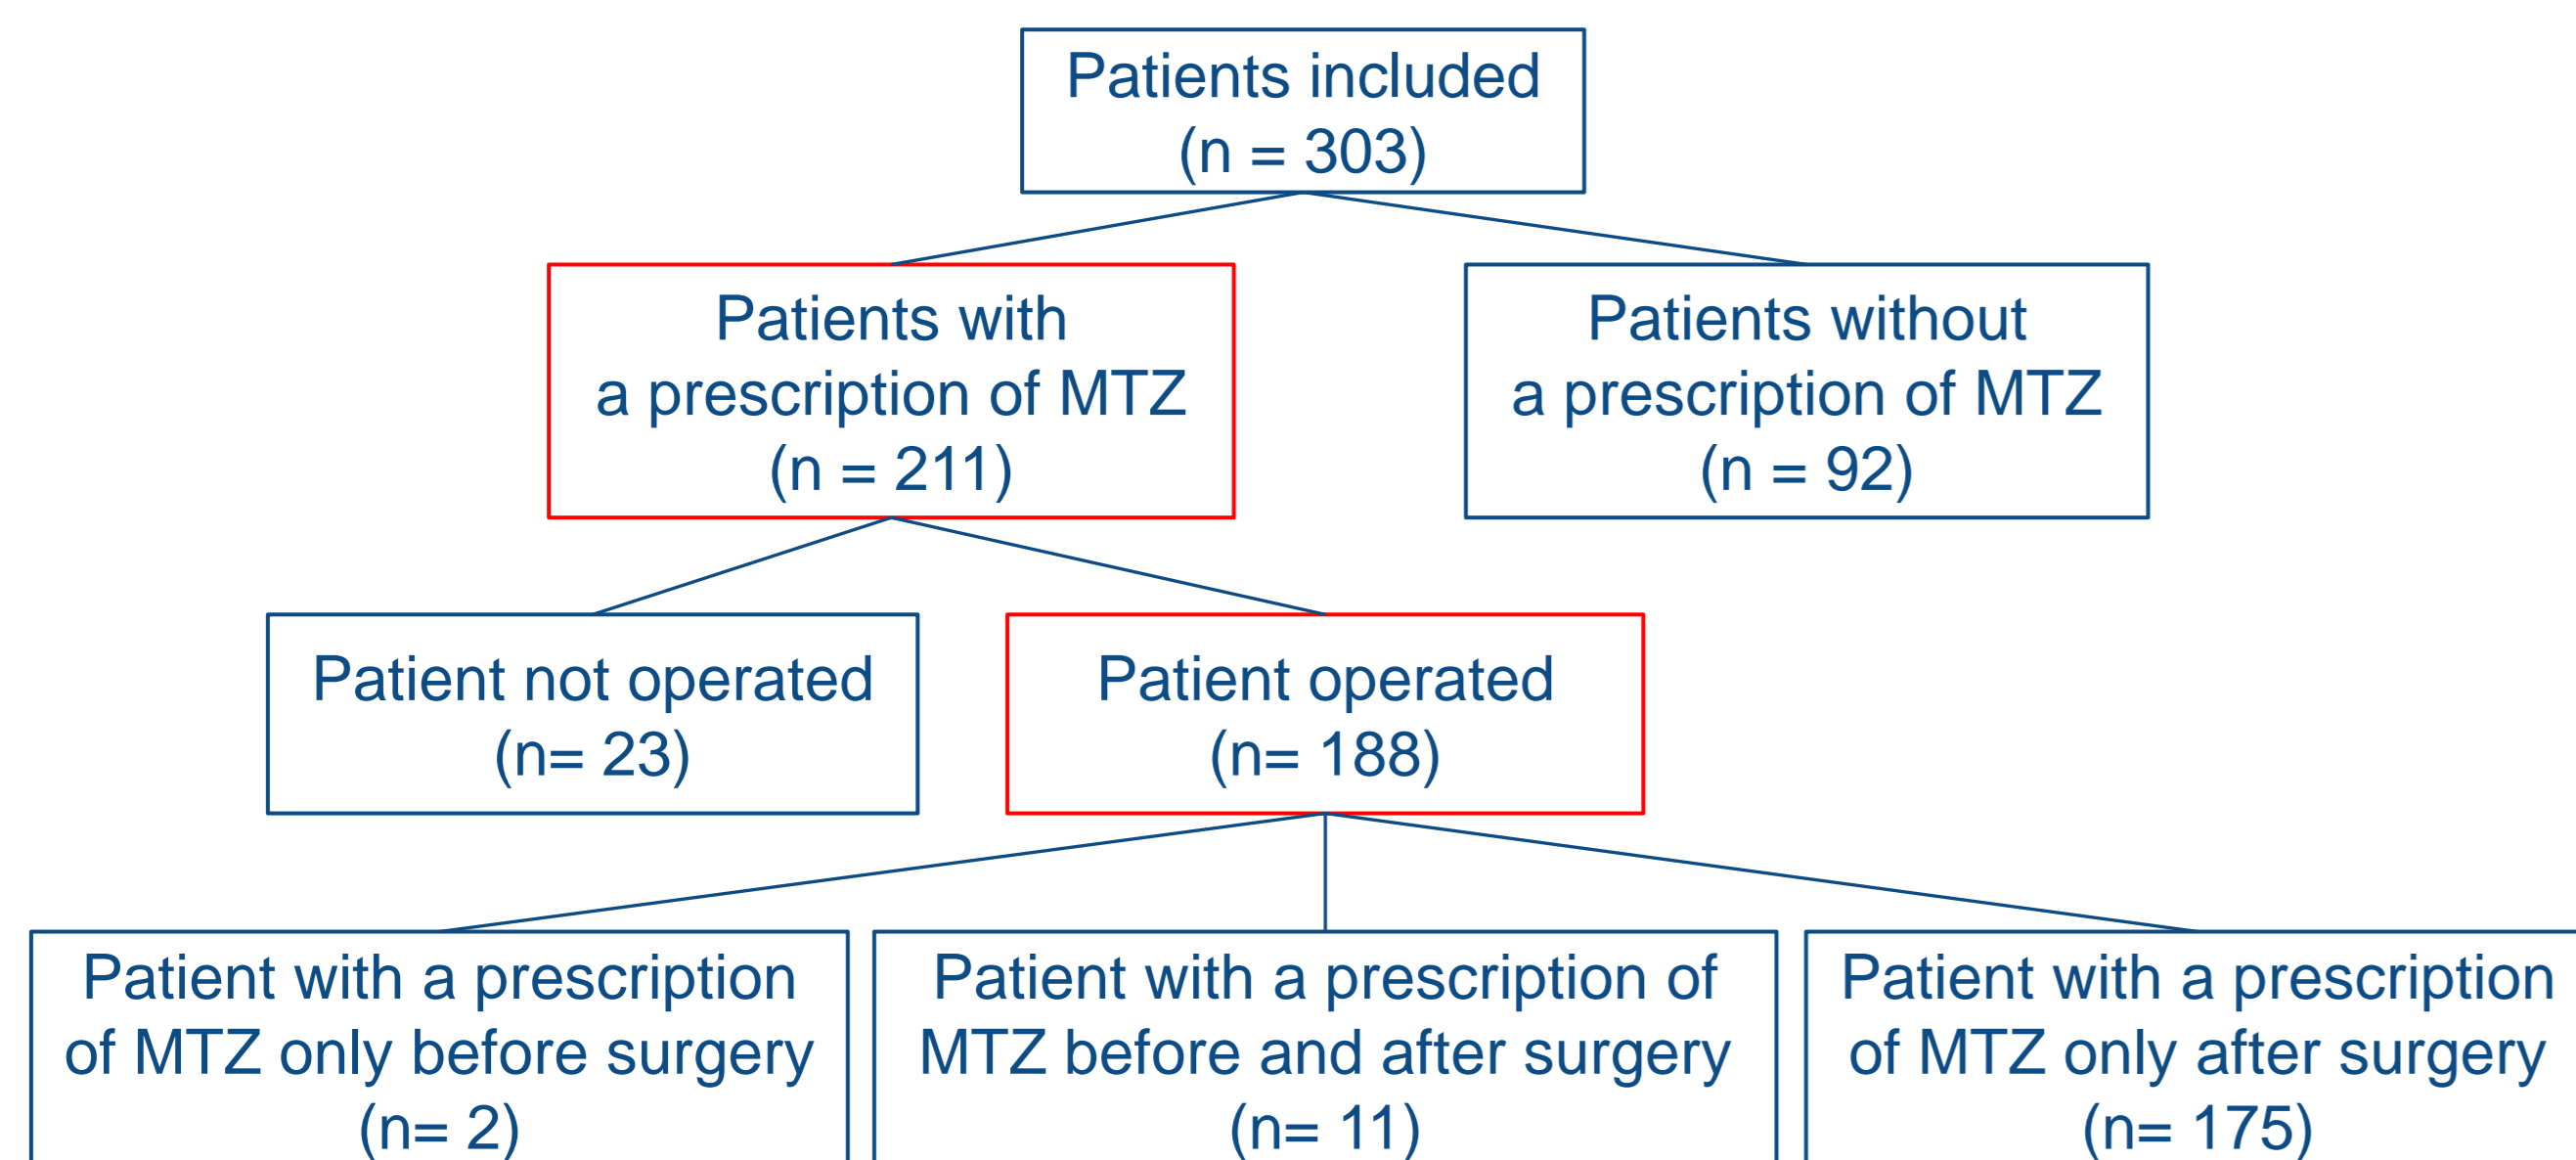 Patients included
(n = 303)
Patients with
a prescription of MTZ
(n = 211)
Patients without
a prescription of MTZ
(n = 92)
Patient not operated
(n= 23)
Patient operated
(n= 188)
Patient with a prescription
of MTZ only before surgery
(n= 2)
Patient with a prescription of
MTZ before and after surgery
(n= 11)
Patient with a prescription
of MTZ only after surgery
(n= 175)